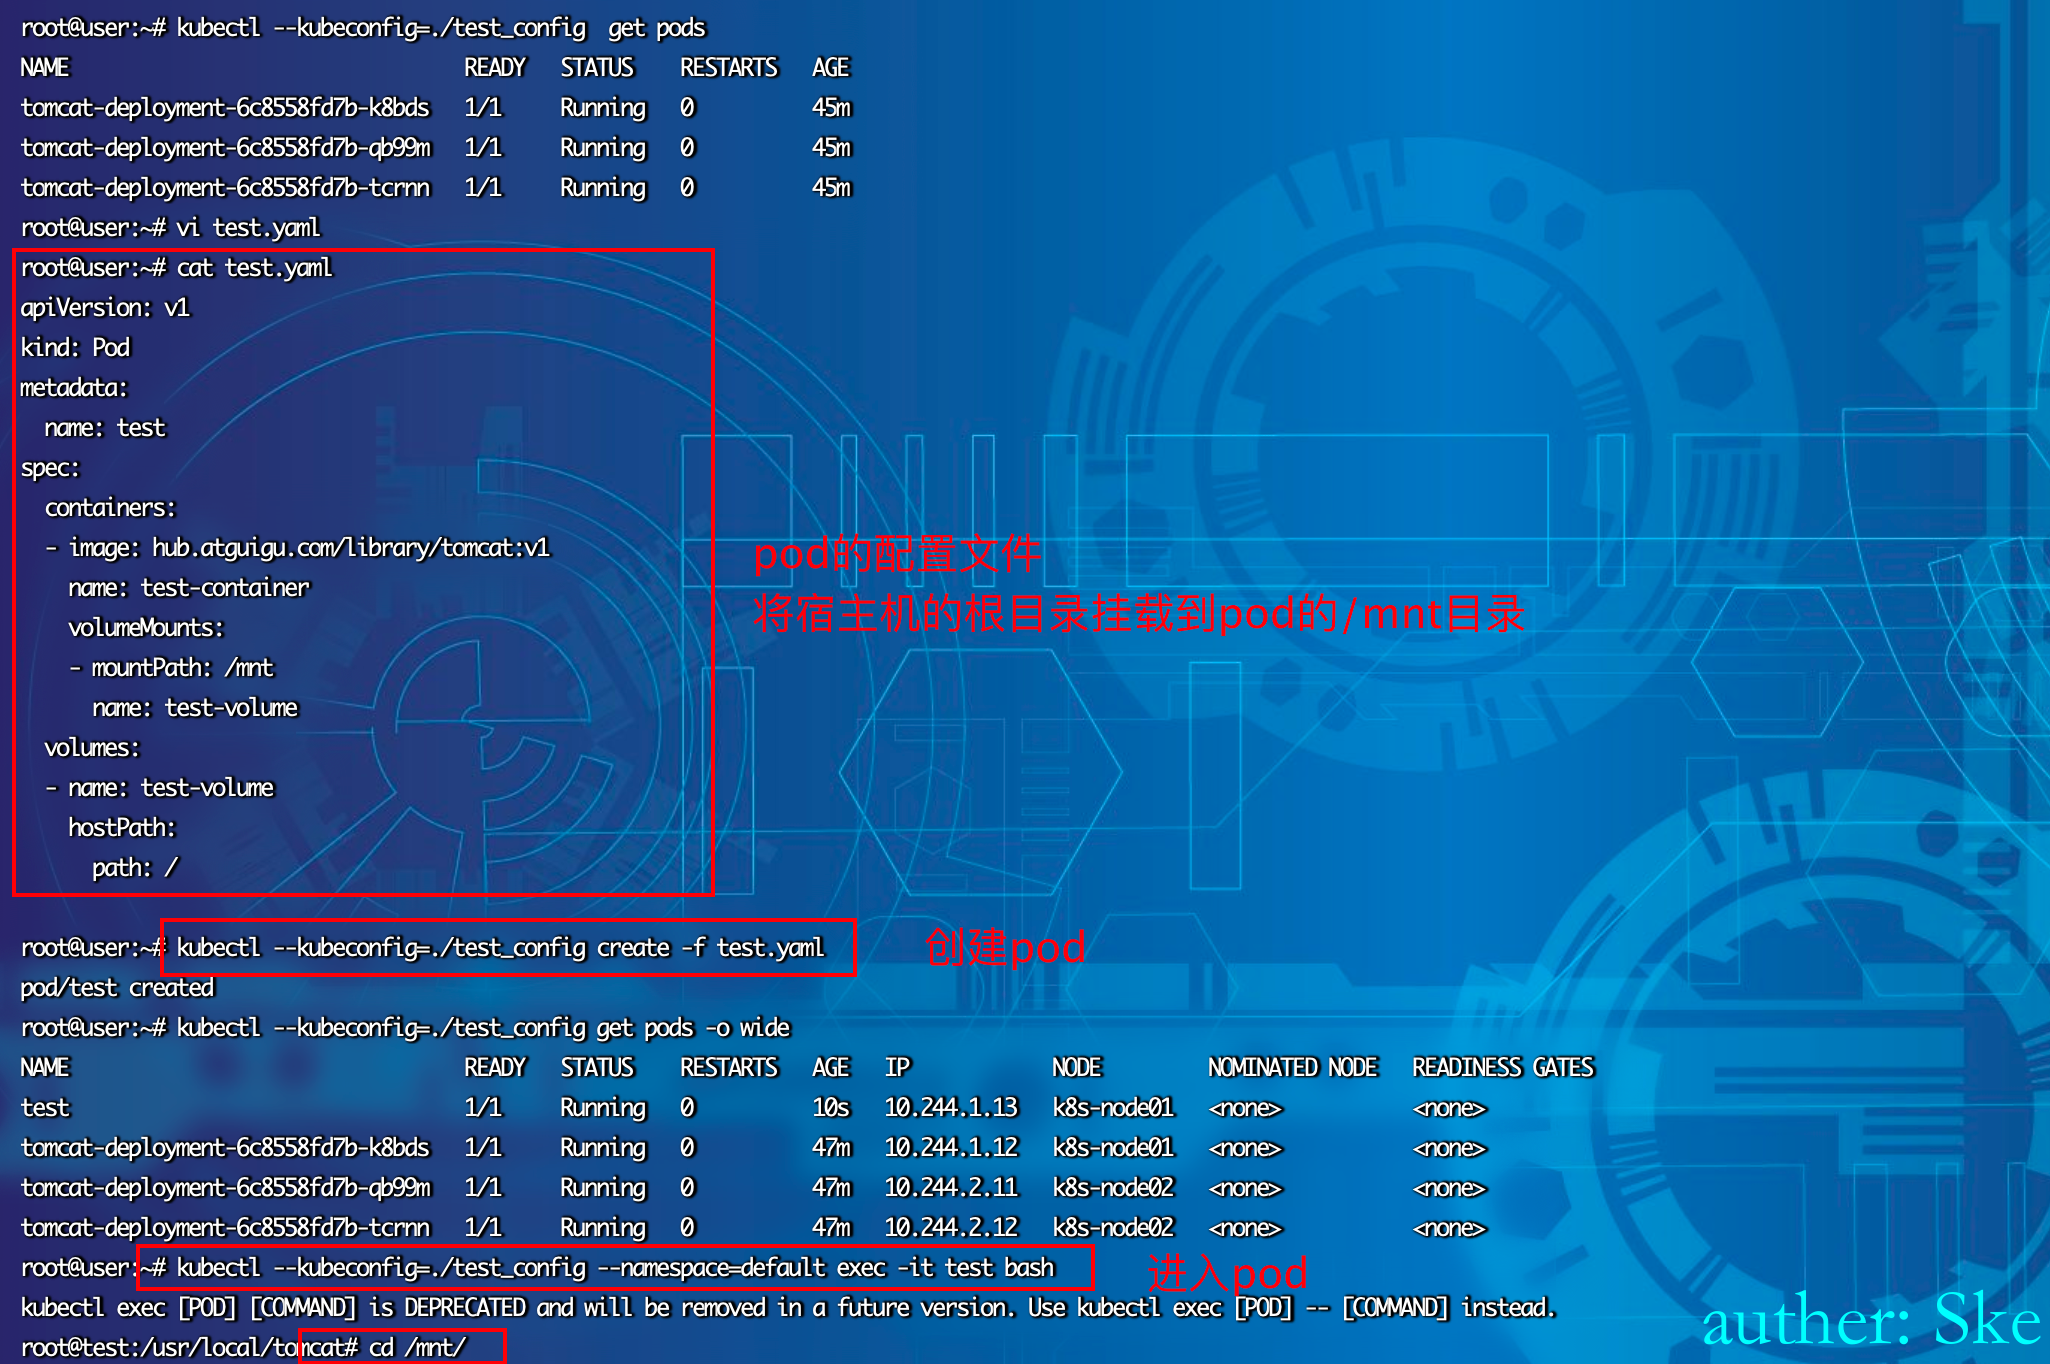 root@user:~# kubectl --kubeconfig=./test_config  get pods
NAME                                 READY   STATUS    RESTARTS   AGE
tomcat-deployment-6c8558fd7b-k8bds   1/1     Running   0          45m
tomcat-deployment-6c8558fd7b-qb99m   1/1     Running   0          45m
tomcat-deployment-6c8558fd7b-tcrnn   1/1     Running   0          45m
root@user:~# vi test.yaml
root@user:~# cat test.yaml
apiVersion: v1
kind: Pod
metadata:
  name: test
spec:
  containers:
  - image: hub.atguigu.com/library/tomcat:v1
pod的配置文件
    name: test-container
将宿主机的根目录挂载到pod的/mnt目录
    volumeMounts:
    - mountPath: /mnt
      name: test-volume
  volumes:
  - name: test-volume
    hostPath:
      path: /
root@user:~# kubectl --kubeconfig=./test_config create -f test.yaml
创建pod
pod/test created
root@user:~# kubectl --kubeconfig=./test_config get pods -o wide
NAME                                 READY   STATUS    RESTARTS   AGE   IP            NODE         NOMINATED NODE   READINESS GATES
test                                 1/1     Running   0          10s   10.244.1.13   k8s-node01   <none>           <none>
tomcat-deployment-6c8558fd7b-k8bds   1/1     Running   0          47m   10.244.1.12   k8s-node01   <none>           <none>
tomcat-deployment-6c8558fd7b-qb99m   1/1     Running   0          47m   10.244.2.11   k8s-node02   <none>           <none>
tomcat-deployment-6c8558fd7b-tcrnn   1/1     Running   0          47m   10.244.2.12   k8s-node02   <none>           <none>
root@user:~# kubectl --kubeconfig=./test_config --namespace=default exec -it test bash
进入pod
kubectl exec [POD] [COMMAND] is DEPRECATED and will be removed in a future version. Use kubectl exec [POD] -- [COMMAND] instead.
root@test:/usr/local/tomcat# cd /mnt/
auther: Ske